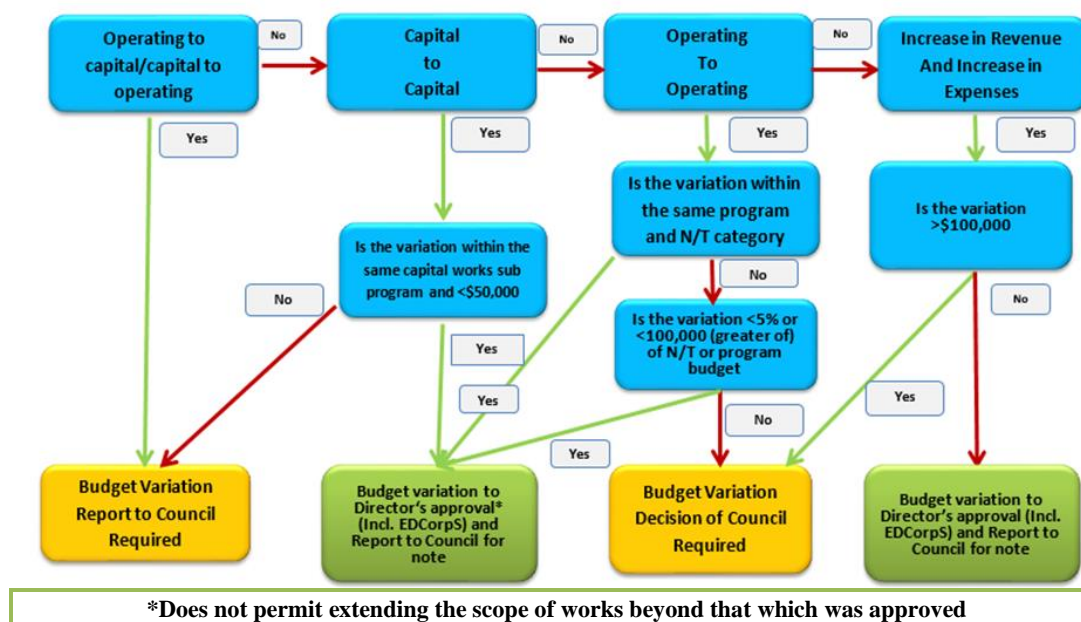 Operating to
capital/capital to
operating
No
Capital
to
Capital
No
Operating
To
Operating
No
Increase in Revenue
And Increase in
Expenses
Yes
Yes
Yes
Yes
Is the variation within the
same capital works sub
program and <$50,000
Is the variation within
the same program
and N/T category
Is the variation
>$100,000
No
No
No
Is the variation <5% or
<100,000 (greater of)
of N/T or program
budget
Yes
Yes
Yes
No
Yes
Budget Variation
Report to Council
Required
Budget variation to
Director's approval*
(Incl. EDCorpS) and
Report to Council for
note
Budget Variation
Decision of Council
Required
Budget variation to
Director's approval (Incl.
EDCorpS) and Report to
Council for note
*Does not permit extending the scope of works beyond that which was approved